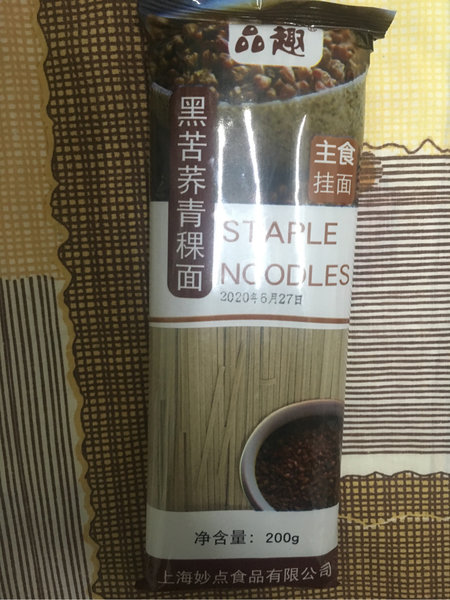 品趣®
黑苦荞青稞面
主食
挂面
STAPLE
NOODLES
2020年6月27日
净含量：200g
上海妙点食品有限公司